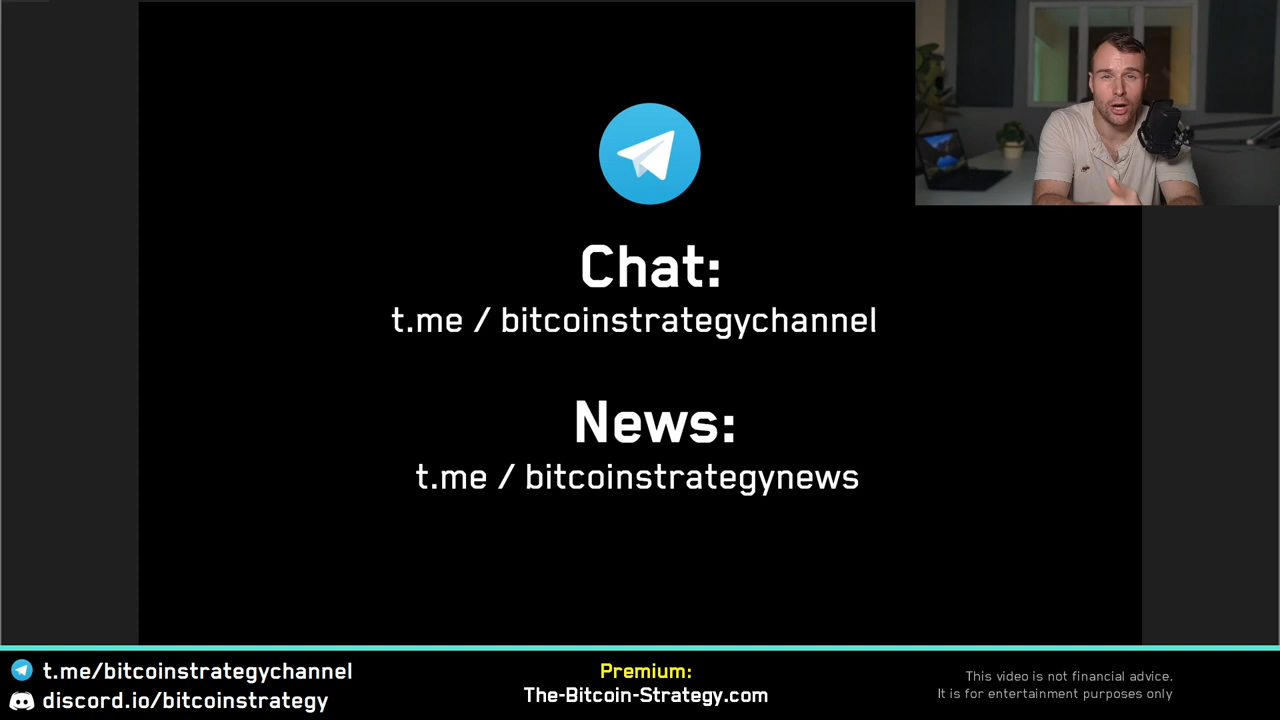 Chat:
t.me / bitcoinstrategychannel
News:
t.me / bitcoinstrategynews
t.me/bitcoinstrategychannel
discord.io/bitcoinstrategy
Premium:
The-Bitcoin-Strategy.com
This video is not financial advice.
It is for entertainment purposes only